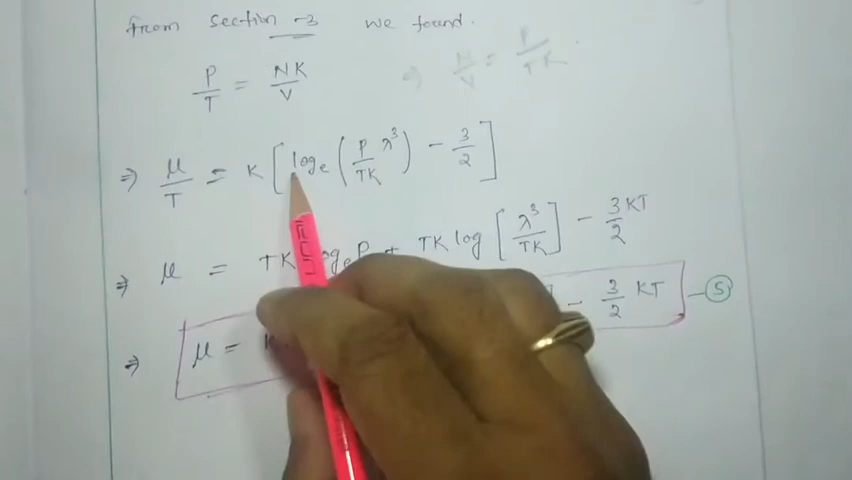 from section -3 we found.
P/T = NK/V ⇒ N/V = P/TK
⇒ μ/T = K [ log_e ( P/TK λ³ ) - 3/2 ]
⇒ μ = TK log_e P + TK log [ λ³/TK ] - 3/2 KT
⇒ μ = - 3/2 KT - 5